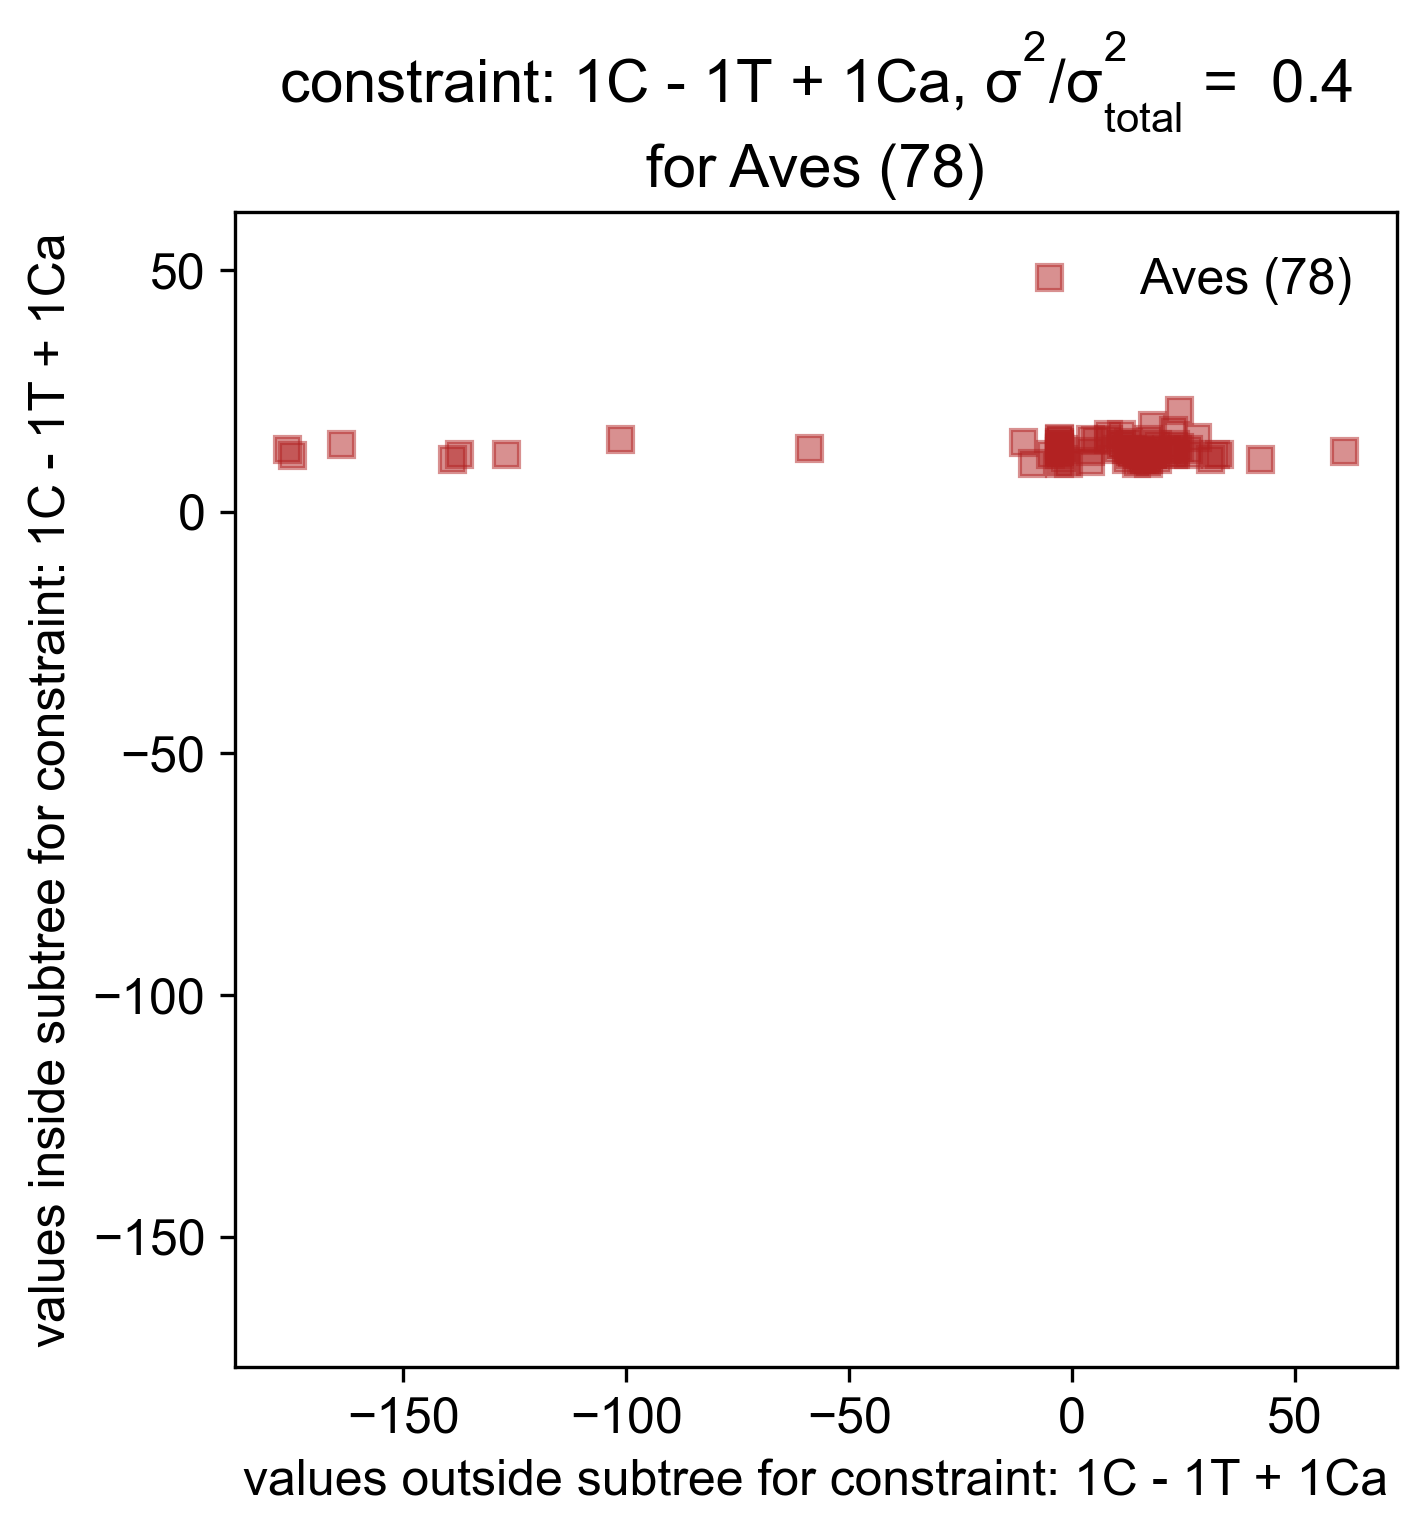 constraint: 1C - 1T + 1Ca, σ²/σ²total = 0.4
for Aves (78)
Aves (78)
values inside subtree for constraint: 1C - 1T + 1Ca
50
0
−50
−100
−150
−150
−100
−50
0
50
values outside subtree for constraint: 1C - 1T + 1Ca